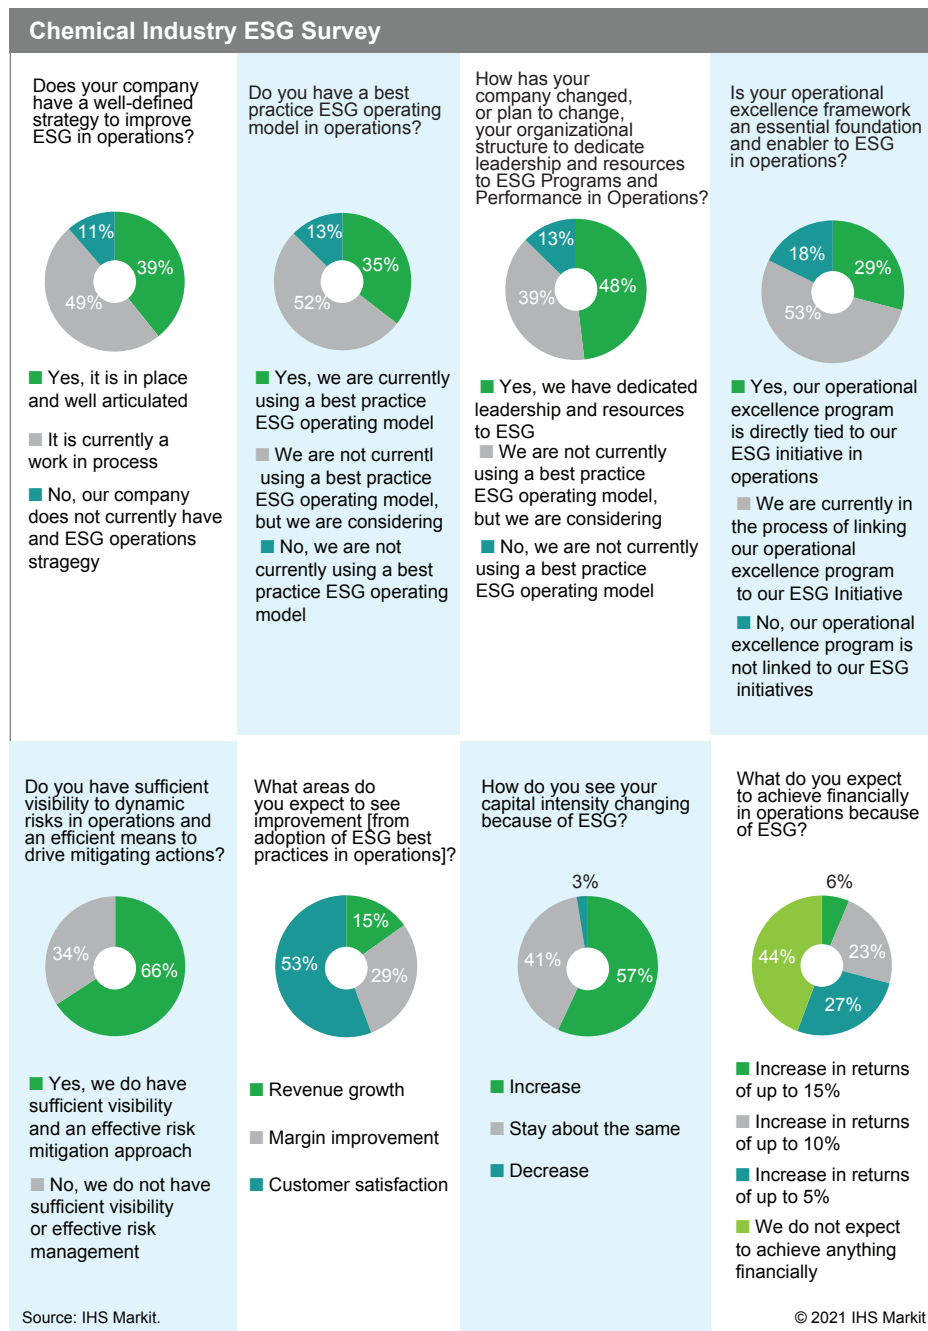 Chemical Industry ESG Survey
Does your company
have a well-defined
strategy to improve
ESG in operations?
11%
39%
49%
Yes, it is in place
and well articulated
It is currently a
work in process
No, our company
does not currently have
and ESG operations
stragegy
Do you have a best
practice ESG operating
model in operations?
13%
35%
52%
Yes, we are currently
using a best practice
ESG operating model
We are not currentl
using a best practice
ESG operating model,
but we are considering
No, we are not
currently using a best
practice ESG operating
model
How has your
company changed,
or plan to change,
your organizational
structure to dedicate
leadership and resources
to ESG Programs and
Performance in Operations?
13%
48%
39%
Yes, we have dedicated
leadership and resources
to ESG
We are not currently
using a best practice
ESG operating model,
but we are considering
No, we are not currently
using a best practice
ESG operating model
Is your operational
excellence framework
an essential foundation
and enabler to ESG
in operations?
18%
29%
53%
Yes, our operational
excellence program
is directly tied to our
ESG initiative in
operations
We are currently in
the process of linking
our operational
excellence program
to our ESG Initiative
No, our operational
excellence program is
not linked to our ESG
initiatives
Do you have sufficient
visibility to dynamic
risks in operations and
an efficient means to
drive mitigating actions?
34%
66%
Yes, we do have
sufficient visibility
and an effective risk
mitigation approach
No, we do not have
sufficient visibility
or effective risk
management
What areas do
you expect to see
improvement [from
adoption of ESG best
practices in operations]?
15%
53%
29%
Revenue growth
Margin improvement
Customer satisfaction
How do you see your
capital intensity changing
because of ESG?
3%
41%
57%
Increase
Stay about the same
Decrease
What do you expect
to achieve financially
in operations because
of ESG?
6%
44%
23%
27%
Increase in returns
of up to 15%
Increase in returns
of up to 10%
Increase in returns
of up to 5%
We do not expect
to achieve anything
financially
Source: IHS Markit.
© 2021 IHS Markit